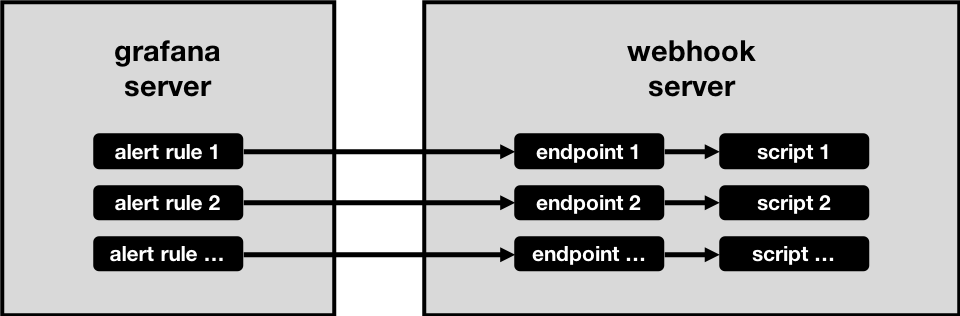 grafana
server
webhook
server
alert rule 1
endpoint 1
script 1
alert rule 2
endpoint 2
script 2
alert rule …
endpoint …
script …